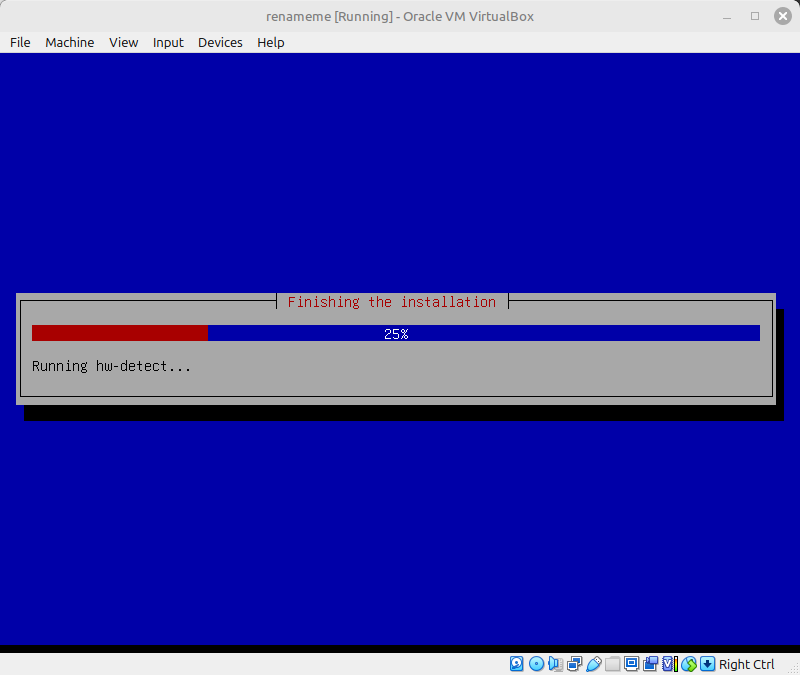 renameme [Running] - Oracle VM VirtualBox
File Machine View Input Devices Help
Finishing the installation
25%
Running hw-detect...
Right Ctrl